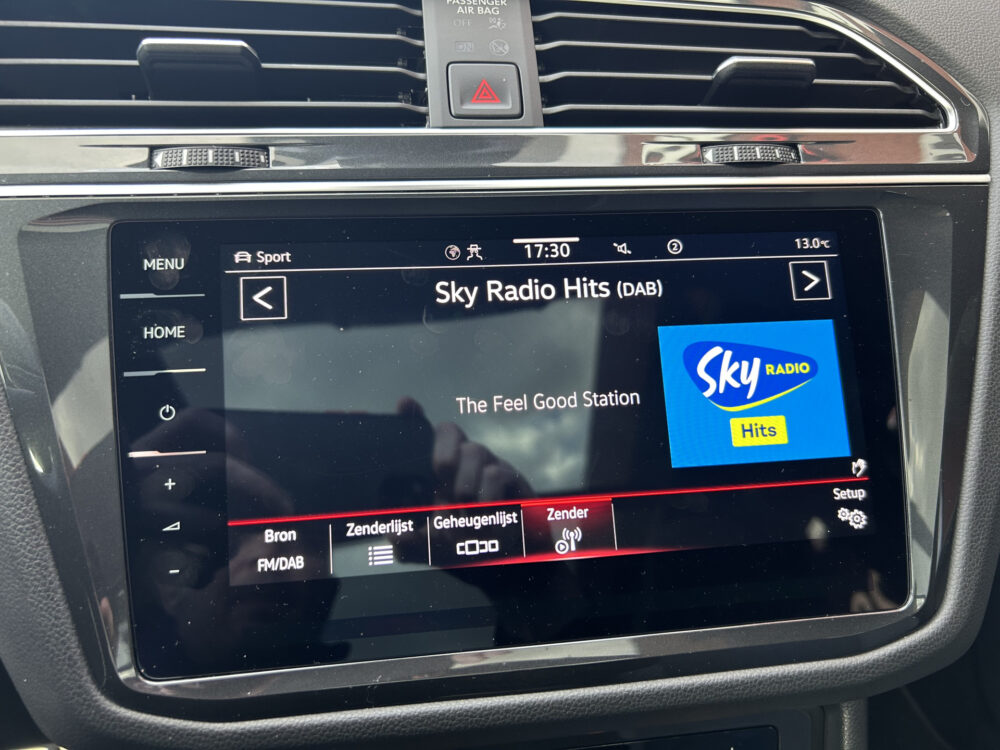 PASSENGER
AIR BAG
OFF
ON
MENU
HOME
+
-
Sport
17:30
2
13.0°C
<
Sky Radio Hits (DAB)
>
The Feel Good Station
Sky RADIO
Hits
Bron
FM/DAB
Zenderlijst
Geheugenlijst
Zender
Setup